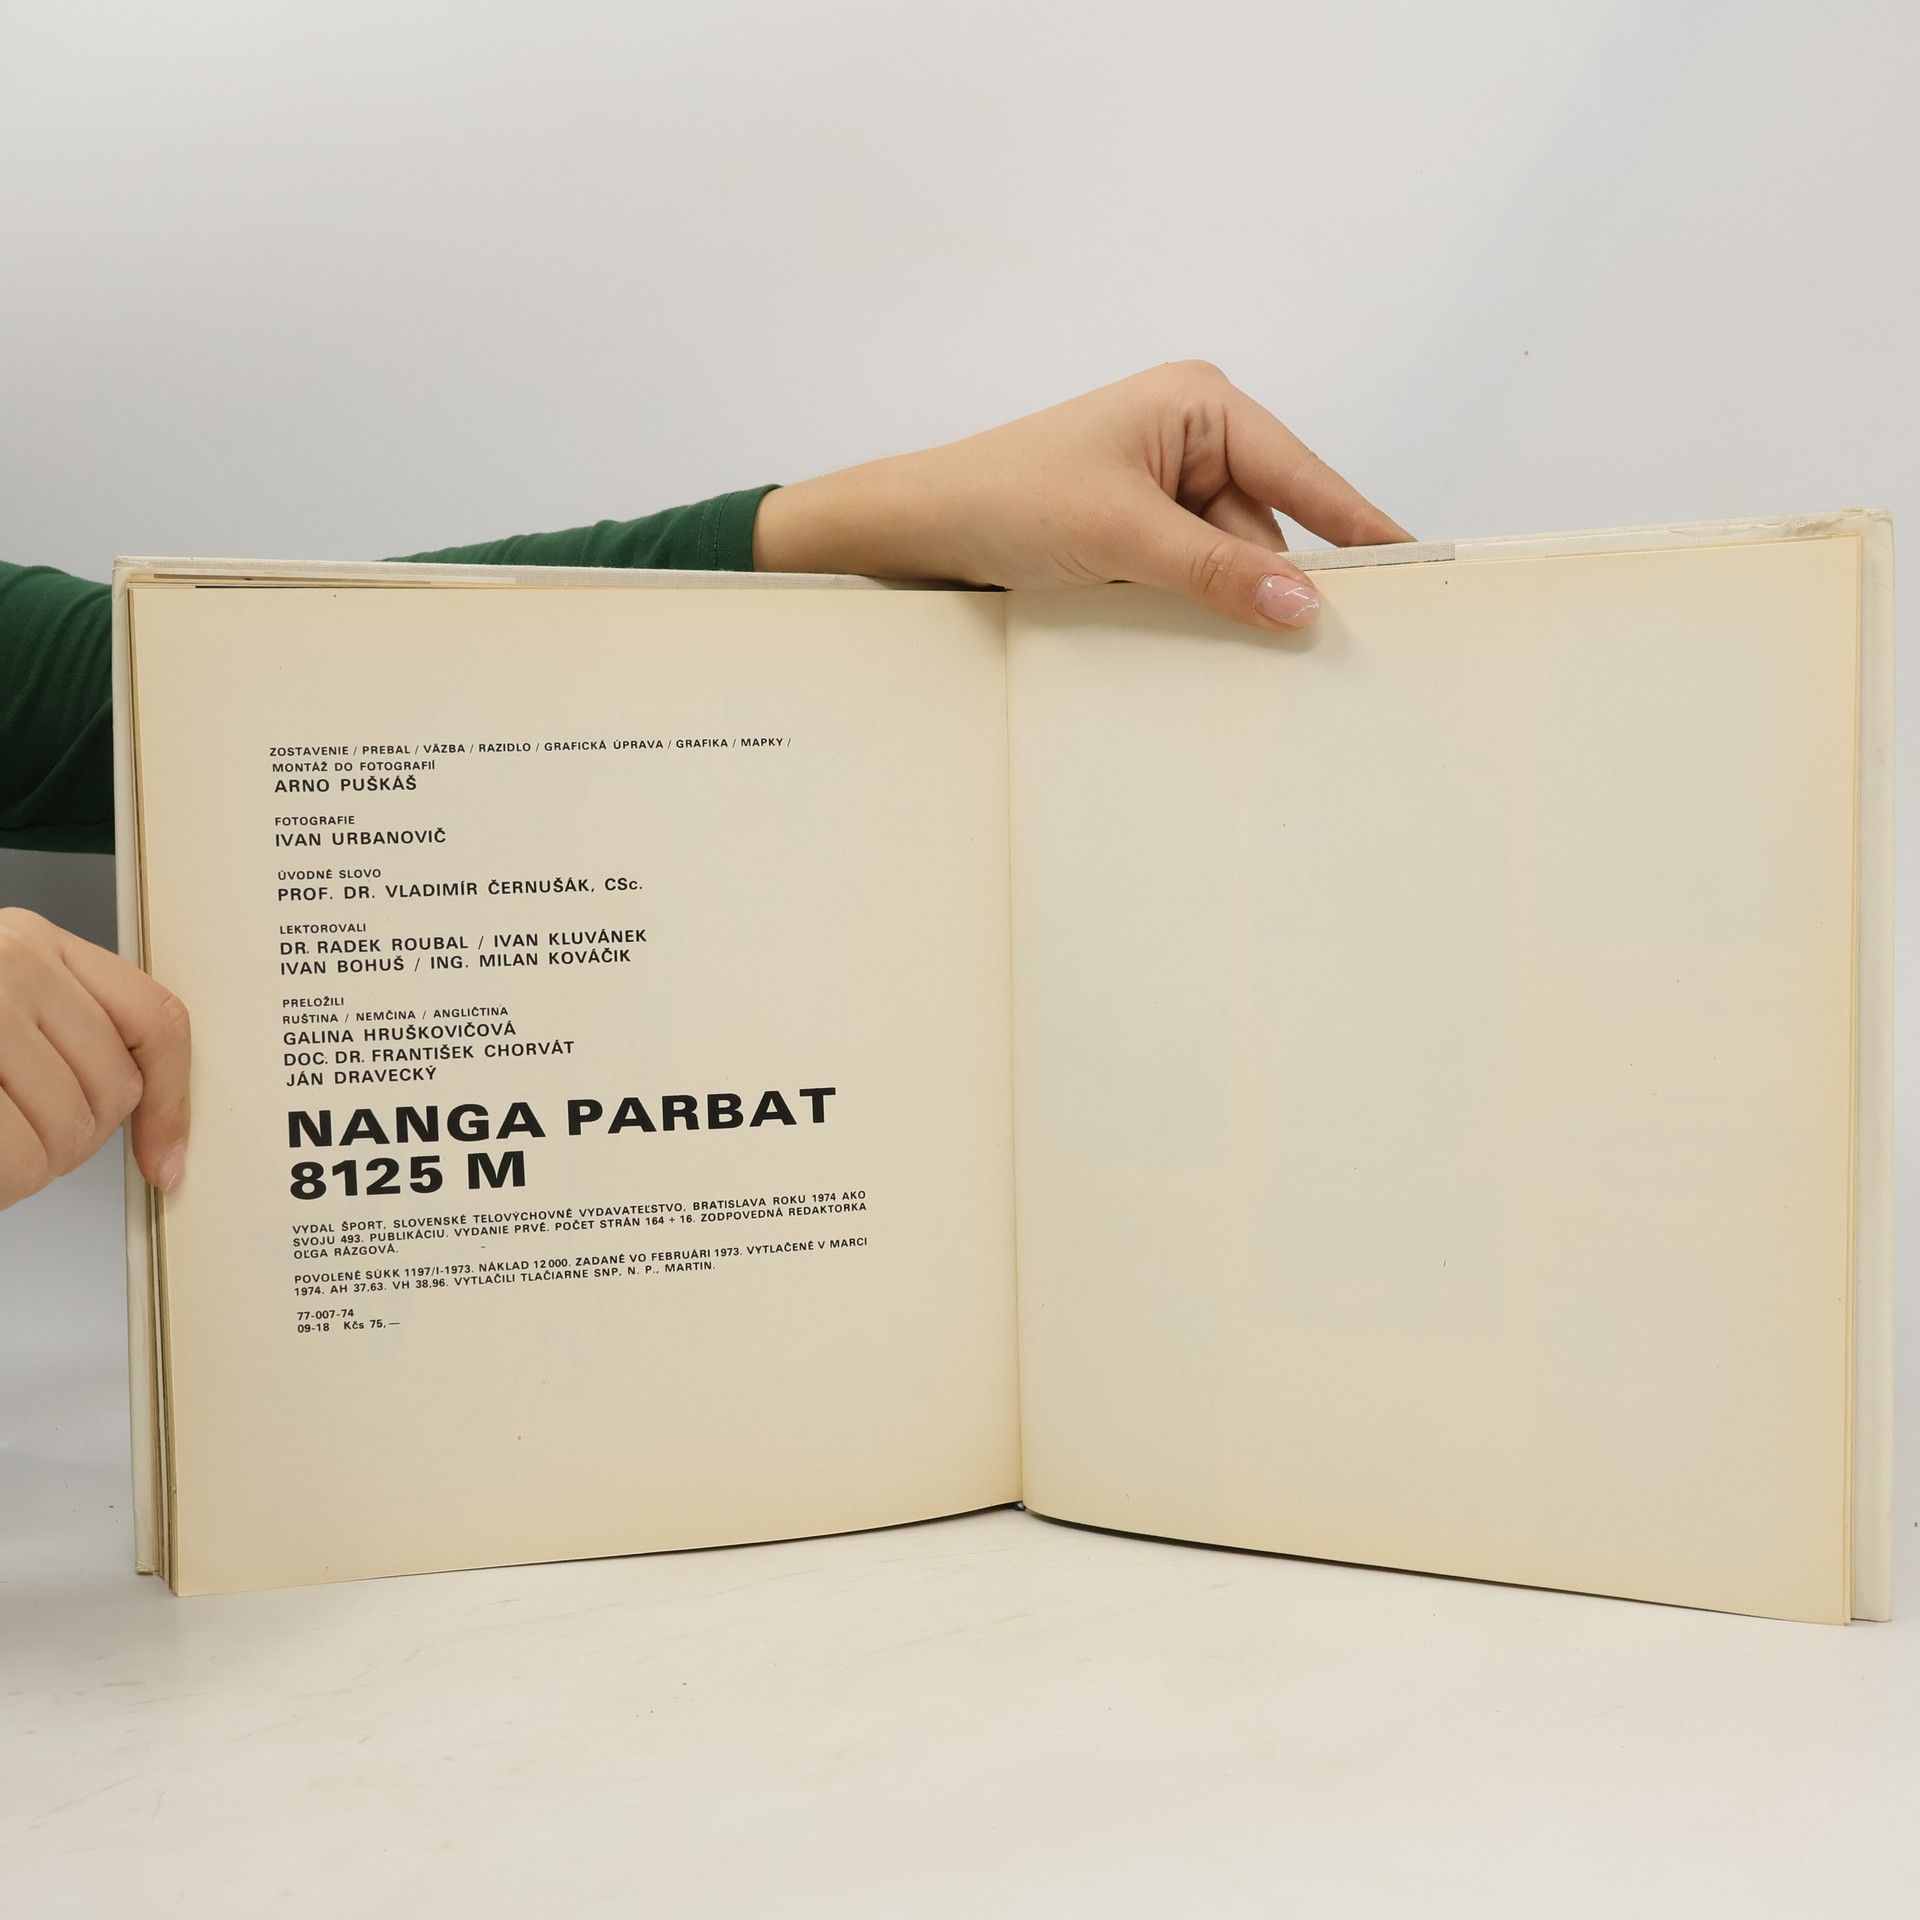 ZOSTAVENIE / PREBAL / VÄZBA / RAZIDLO / GRAFICKÁ ÚPRAVA / GRAFIKA / MAPKY /
MONTÁŽ DO FOTOGRAFIÍ
ARNO PUŠKÁŠ
FOTOGRAFIE
IVAN URBANOVIČ
ÚVODNÉ SLOVO
PROF. DR. VLADIMÍR ČERNUŠÁK, CSc.
LEKTOROVALI
DR. RADEK ROUBAL / IVAN KLUVÁNEK
IVAN BOHUŠ / ING. MILAN KOVÁČIK
PRELOŽILI
RUŠTINA / NEMČINA / ANGLIČTINA
GALINA HRUŠKOVIČOVÁ
DOC. DR. FRANTIŠEK CHORVÁT
JÁN DRAVECKÝ
NANGA PARBAT
8125 M
VYDAL ŠPORT, SLOVENSKÉ TELOVÝCHOVNÉ VYDAVATEĽSTVO, BRATISLAVA ROKU 1974 AKO
SVOJU 493. PUBLIKÁCIU. VYDANIE PRVÉ. POČET STRÁN 164 + 16. ZODPOVEDNÁ REDAKTORKA
OĽGA RÁZGOVÁ.
POVOLENÉ SÚKK 1197/I-1973. NÁKLAD 12 000. ZADANÉ VO FEBRUÁRI 1973. VYTLAČENÉ V MARCI
1974. AH 37,63. VH 38,96. VYTLAČILI TLAČIARNE SNP, N. P., MARTIN.
77-007-74
09-18 Kčs 75,—